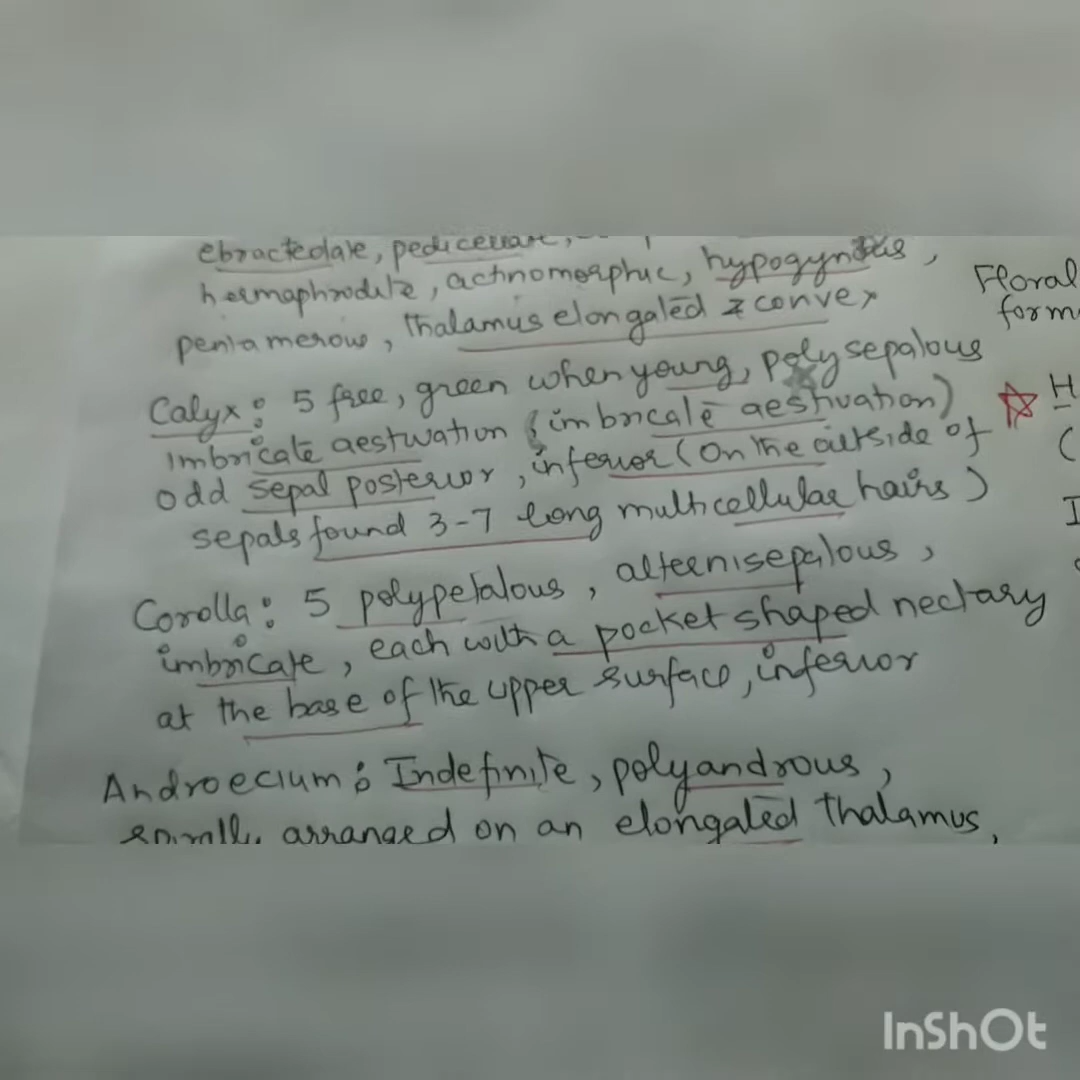 ebracteolate, pedicellate,
hermaphrodite, actinomorphic, hypogynous,
pentamerous, thalamus elongated & convex,
Floral
form
Calyx: 5 free, green when young, polysepalous
imbricate aestivation (imbricate aestivation)
odd sepal posterior, inferior (On the outside of
sepals found 3-7 long multicellular hairs)
H
(
I
Corolla: 5 polypetalous, alternisepalous,
imbricate, each with a pocket shaped nectary
at the base of the upper surface, inferior
Androecium: Indefinite, polyandrous,
spirally arranged on an elongated thalamus,
InShOt